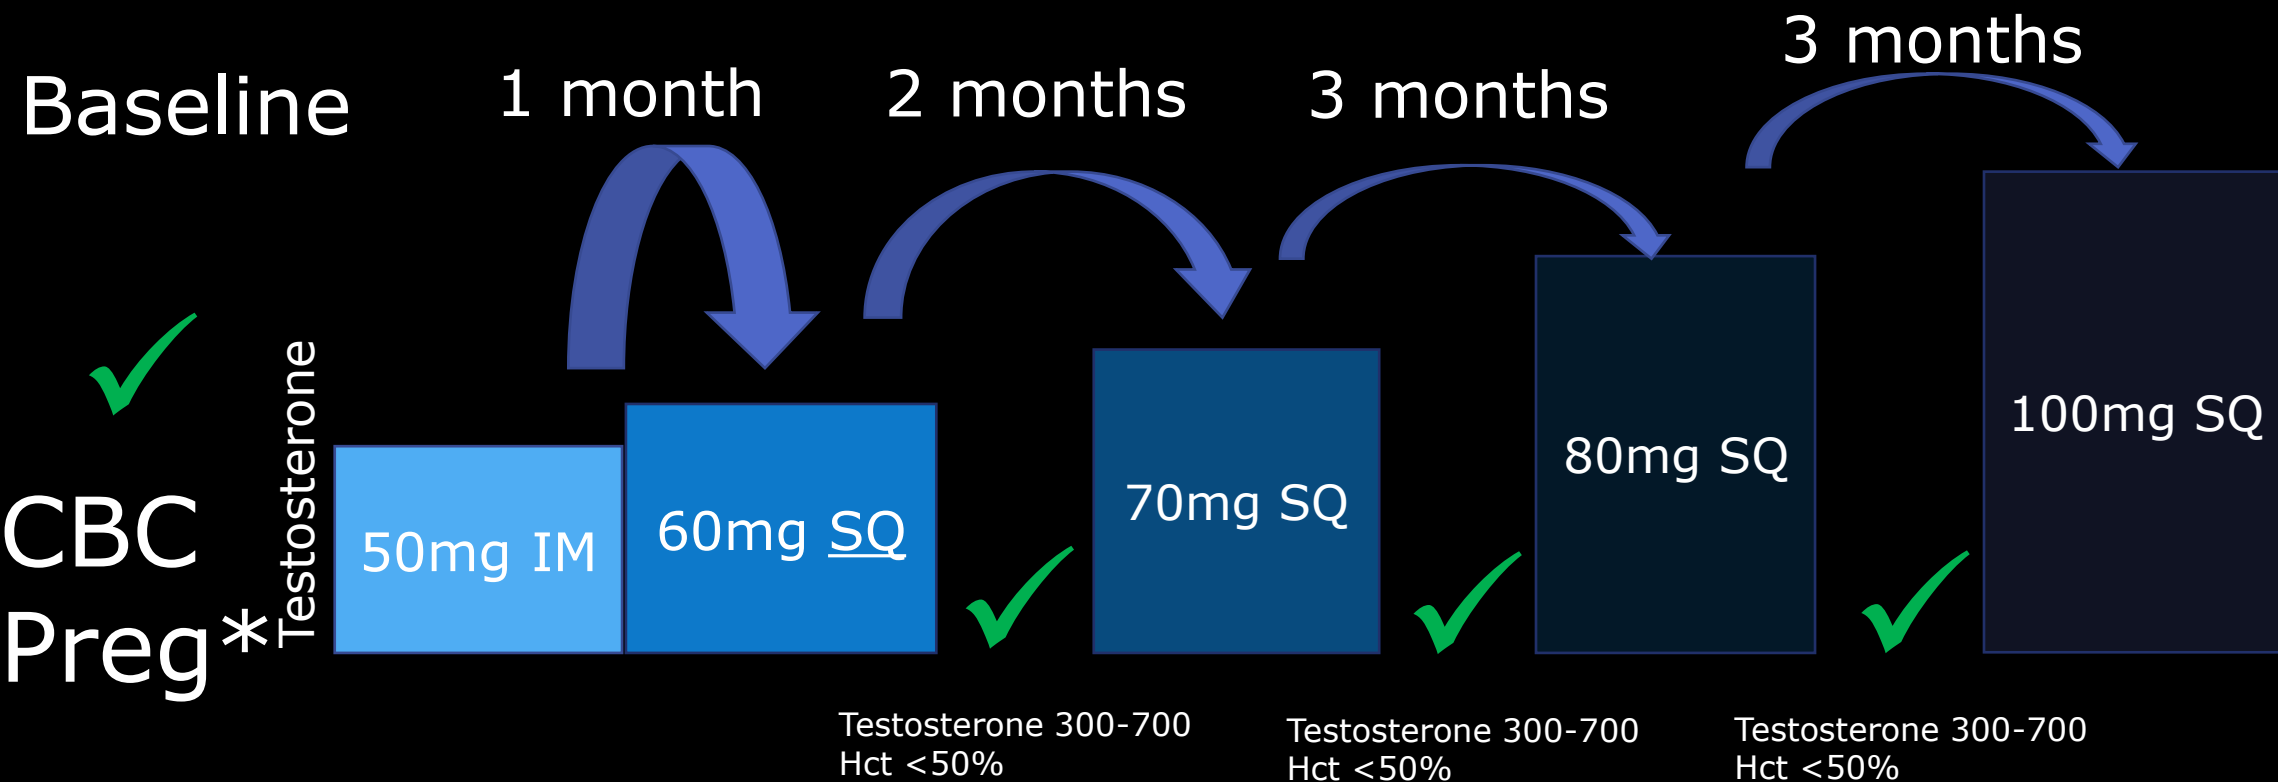 Baseline
1 month
2 months
3 months
3 months
CBC
Preg*
Testosterone
50mg IM
60mg SQ
70mg SQ
80mg SQ
100mg SQ
Testosterone 300-700
Hct <50%
Testosterone 300-700
Hct <50%
Testosterone 300-700
Hct <50%